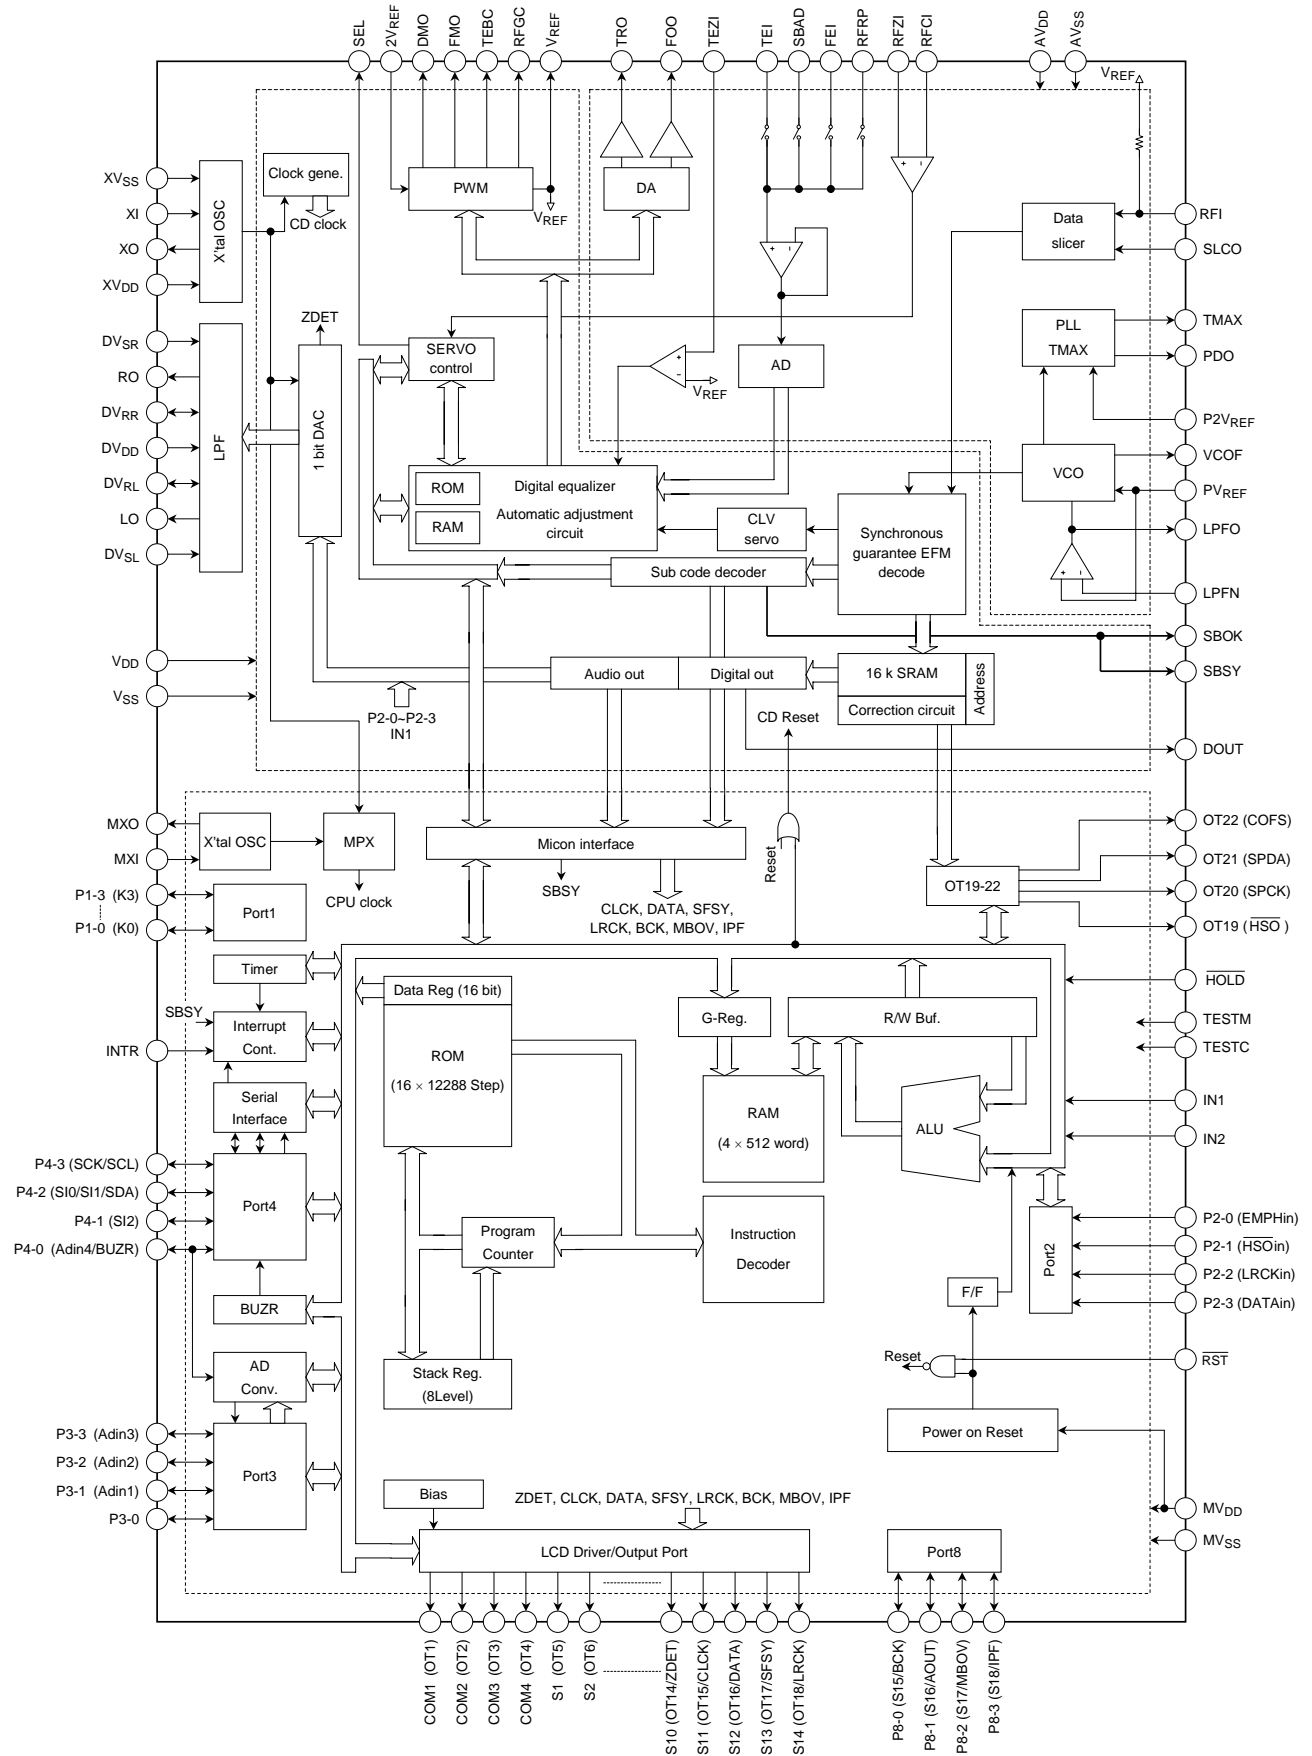 SEL
2VREF
DMO
FMO
TEBC
RFGC
VREF
TRO
FOO
TEZI
TEI
SBAD
FEI
RFRP
RFZI
RFCI
AVDD
AVSS
VREF
XVSS
XI
XO
XVDD
X'tal OSC
Clock gene.
CD clock
PWM
VREF
DA
Data
slicer
RFI
SLCO
ZDET
DVSR
RO
DVRR
DVDD
DVRL
LO
DVSL
LPF
1 bit DAC
SERVO
control
VREF
AD
PLL
TMAX
TMAX
PDO
P2VREF
VCO
VCOF
PVREF
LPFO
LPFN
ROM
RAM
Digital equalizer
Automatic adjustment
circuit
CLV
servo
Synchronous
guarantee EFM
decode
Sub code decoder
SBOK
SBSY
VDD
VSS
Audio out
Digital out
16 k SRAM
Correction circuit
Address
P2-0~P2-3
IN1
CD Reset
DOUT
MXO
MXI
X'tal OSC
MPX
CPU clock
Micon interface
SBSY
CLCK, DATA, SFSY,
LRCK, BCK, MBOV, IPF
Reset
OT19-22
OT22 (COFS)
OT21 (SPDA)
OT20 (SPCK)
OT19 (HSO )
P1-3 (K3)
P1-0 (K0)
Port1
Timer
SBSY
INTR
Interrupt
Cont.
Serial
Interface
Data Reg (16 bit)
ROM
(16 × 12288 Step)
G-Reg.
R/W Buf.
RAM
(4 × 512 word)
ALU
HOLD
TESTM
TESTC
IN1
IN2
P4-3 (SCK/SCL)
P4-2 (SI0/SI1/SDA)
P4-1 (SI2)
P4-0 (Adin4/BUZR)
Port4
BUZR
Program
Counter
Instruction
Decoder
Port2
P2-0 (EMPHin)
P2-1 (HSOin)
P2-2 (LRCKin)
P2-3 (DATAin)
F/F
Reset
RST
AD
Conv.
Stack Reg.
(8Level)
Power on Reset
P3-3 (Adin3)
P3-2 (Adin2)
P3-1 (Adin1)
P3-0
Port3
Bias
ZDET, CLCK, DATA, SFSY, LRCK, BCK, MBOV, IPF
LCD Driver/Output Port
Port8
MVDD
MVSS
COM1 (OT1)
COM2 (OT2)
COM3 (OT3)
COM4 (OT4)
S1 (OT5)
S2 (OT6)
S10 (OT14/ZDET)
S11 (OT15/CLCK)
S12 (OT16/DATA)
S13 (OT17/SFSY)
S14 (OT18/LRCK)
P8-0 (S15/BCK)
P8-1 (S16/AOUT)
P8-2 (S17/MBOV)
P8-3 (S18/IPF)